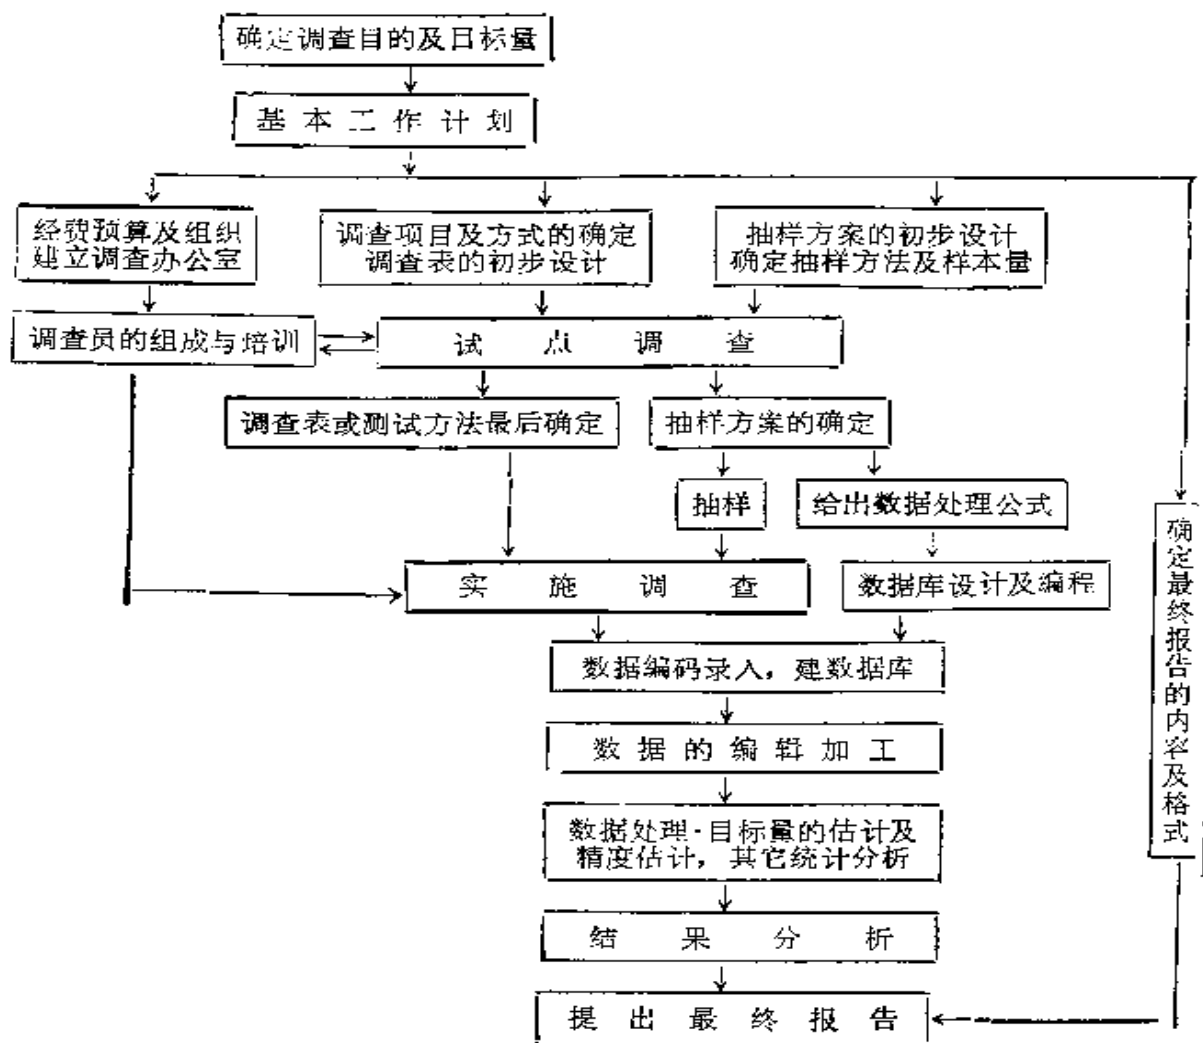 确定调查目的及目标量
基本工作计划
经费预算及组织
建立调查办公室
调查项目及方式的确定
调查表的初步设计
抽样方案的初步设计
确定抽样方法及样本量
调查员的组成与培训
试点调查
调查表或测试方法最后确定
抽样方案的确定
抽样
给出数据处理公式
实施调查
数据库设计及编程
确定最终报告的内容及格式
数据编码录入，建数据库
数据的编辑加工
数据处理·目标量的估计及
精度估计，其它统计分析
结果分析
提出最终报告